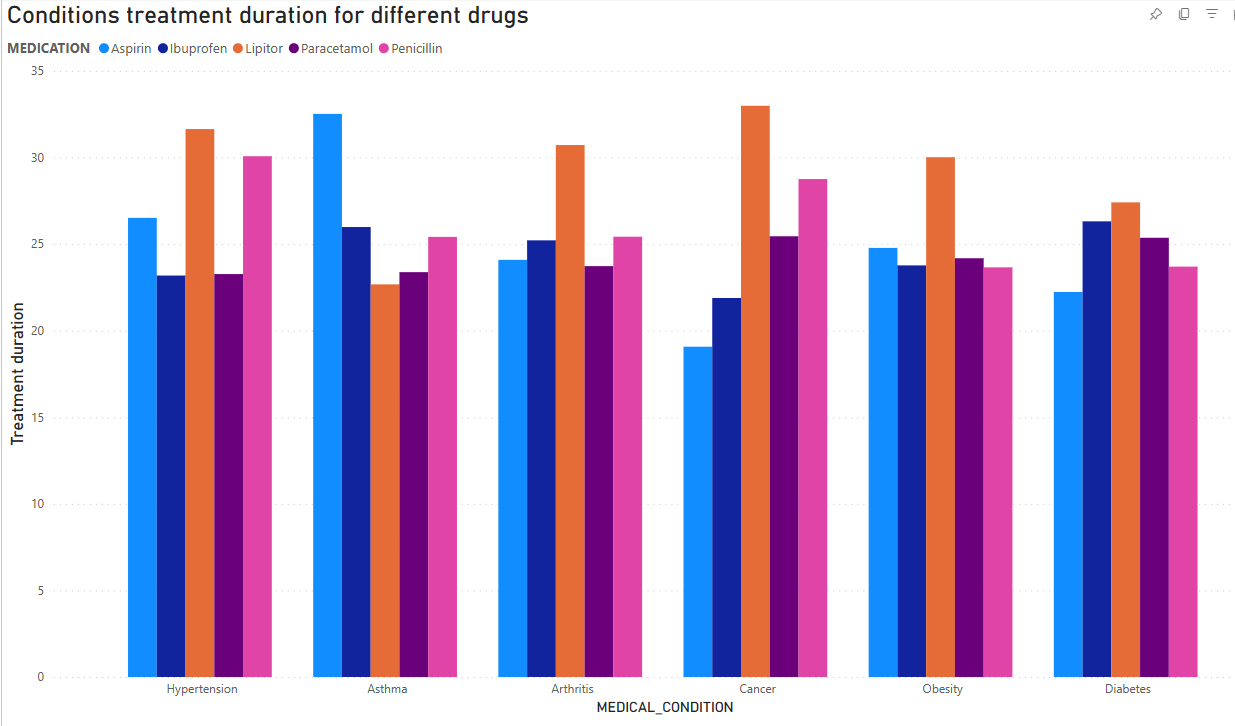 Conditions treatment duration for different drugs
MEDICATION Aspirin Ibuprofen Lipitor Paracetamol Penicillin
35
30
25
20
15
10
5
0
Treatment duration
Hypertension Asthma Arthritis Cancer Obesity Diabetes
MEDICAL_CONDITION